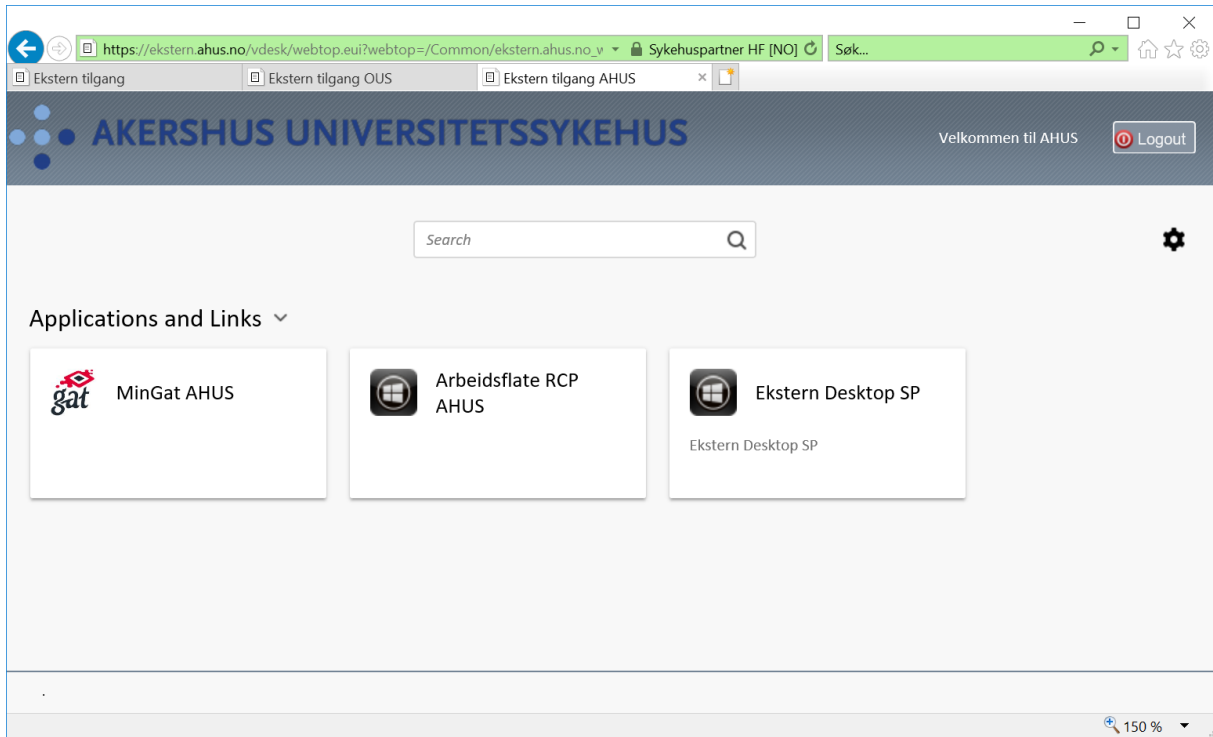 https://ekstern.ahus.no/vdesk/webtop.eui?webtop=/Common/ekstern.ahus.no_v Sykehuspartner HF [NO] Søk...
Ekstern tilgang Ekstern tilgang OUS Ekstern tilgang AHUS
AKERSHUS UNIVERSITETSSYKEHUS
Velkommen til AHUS Logout
Search
Applications and Links
gat MinGat AHUS
Arbeidsflate RCP
AHUS
Ekstern Desktop SP
Ekstern Desktop SP
.
150 %